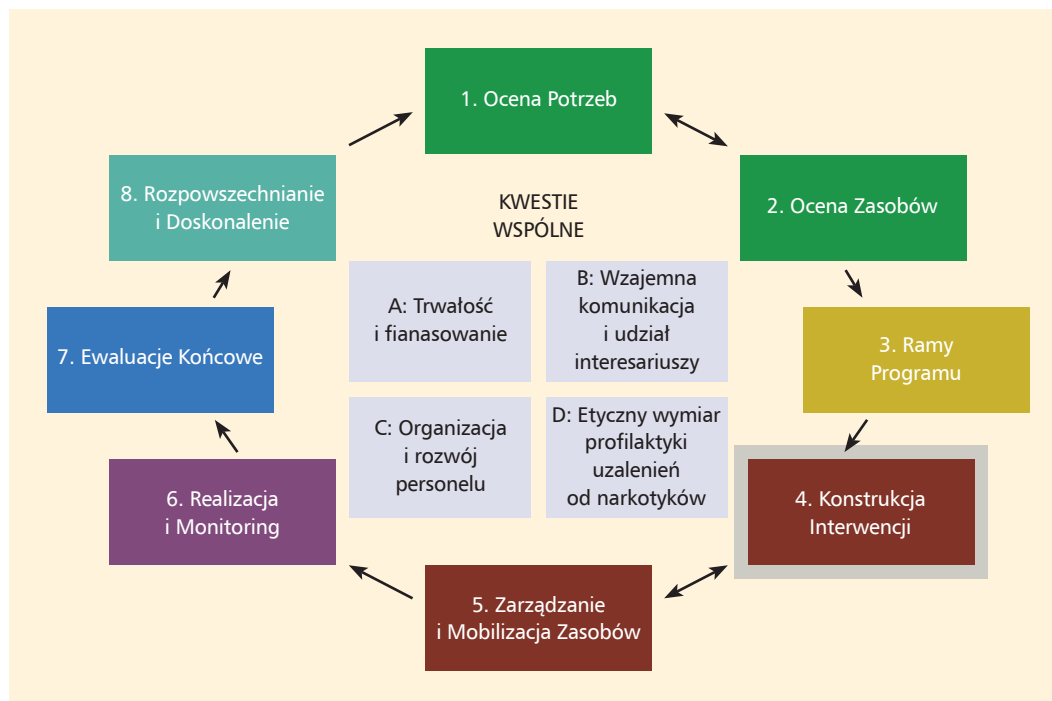 1. Ocena Potrzeb
2. Ocena Zasobów
3. Ramy
Programu
4. Konstrukcja
Interwencji
5. Zarządzanie
i Mobilizacja Zasobów
6. Realizacja
i Monitoring
7. Ewaluacje Końcowe
8. Rozpowszechnianie
i Doskonalenie
KWESTIE
WSPÓLNE
A: Trwałość
i fianasowanie
B: Wzajemna
komunikacja
i udział
interesariuszy
C: Organizacja
i rozwój
personelu
D: Etyczny wymiar
profilaktyki
uzalenień
od narkotyków